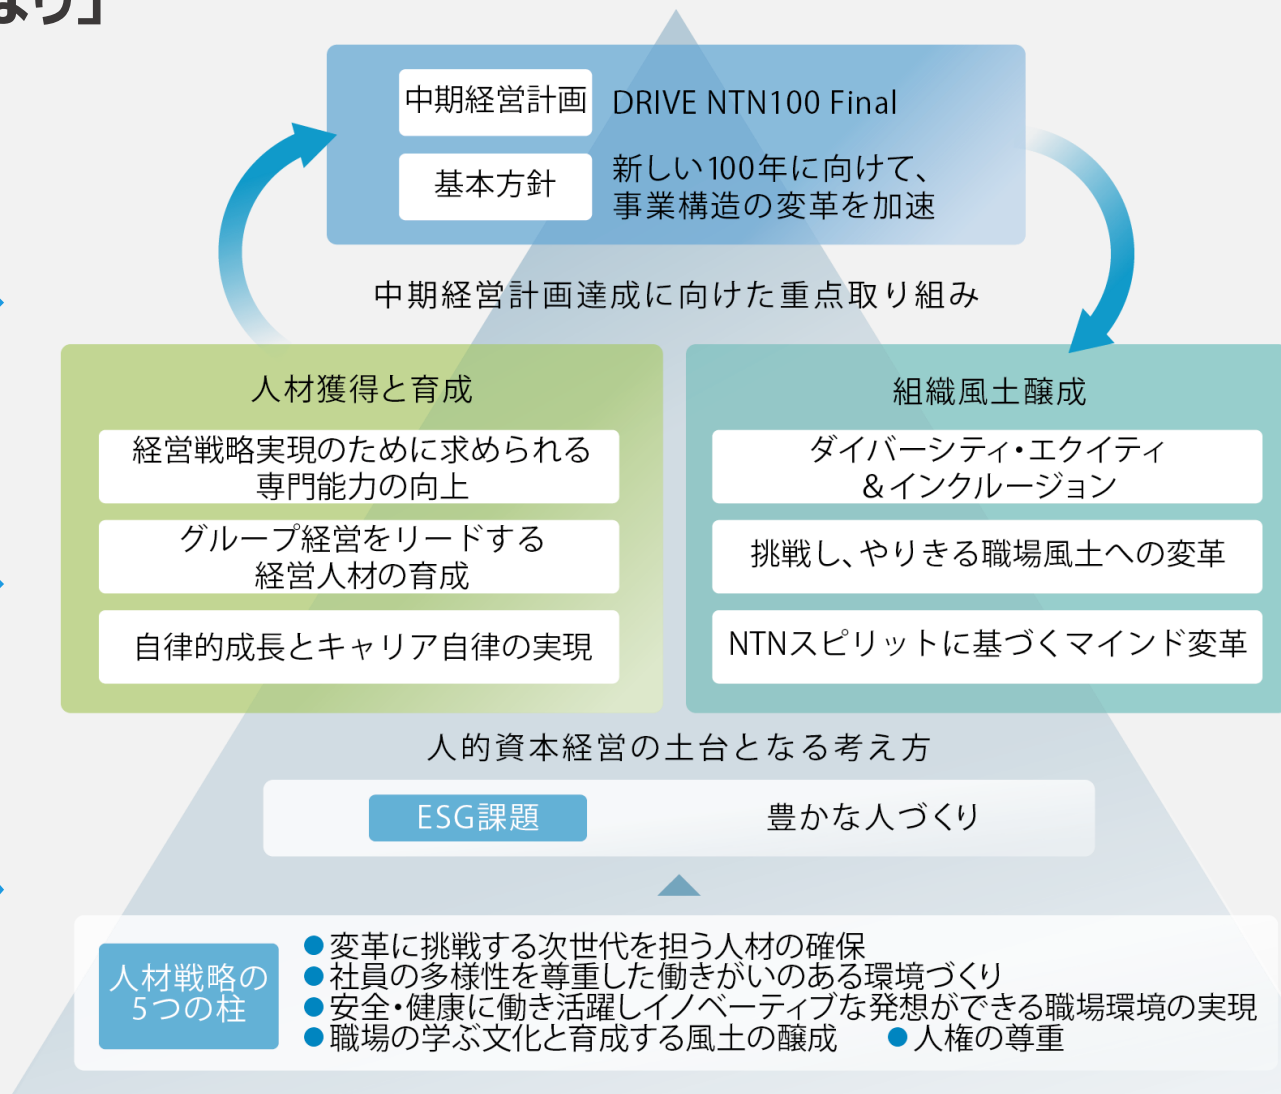 なり」
中期経営計画 DRIVE NTN100 Final
基本方針
新しい100年に向けて、
事業構造の変革を加速
中期経営計画達成に向けた重点取り組み
人材獲得と育成
経営戦略実現のために求められる
専門能力の向上
グループ経営をリードする
経営人材の育成
自律的成長とキャリア自律の実現
組織風土醸成
ダイバーシティ・エクイティ
&インクルージョン
挑戦し、やりきる職場風土への変革
NTNスピリットに基づくマインド変革
人的資本経営の土台となる考え方
ESG課題 豊かな人づくり
人材戦略の
5つの柱
●変革に挑戦する次世代を担う人材の確保
●社員の多様性を尊重した働きがいのある環境づくり
●安全・健康に働き活躍しイノベーティブな発想ができる職場環境の実現
●職場の学ぶ文化と育成する風土の醸成 ●人権の尊重